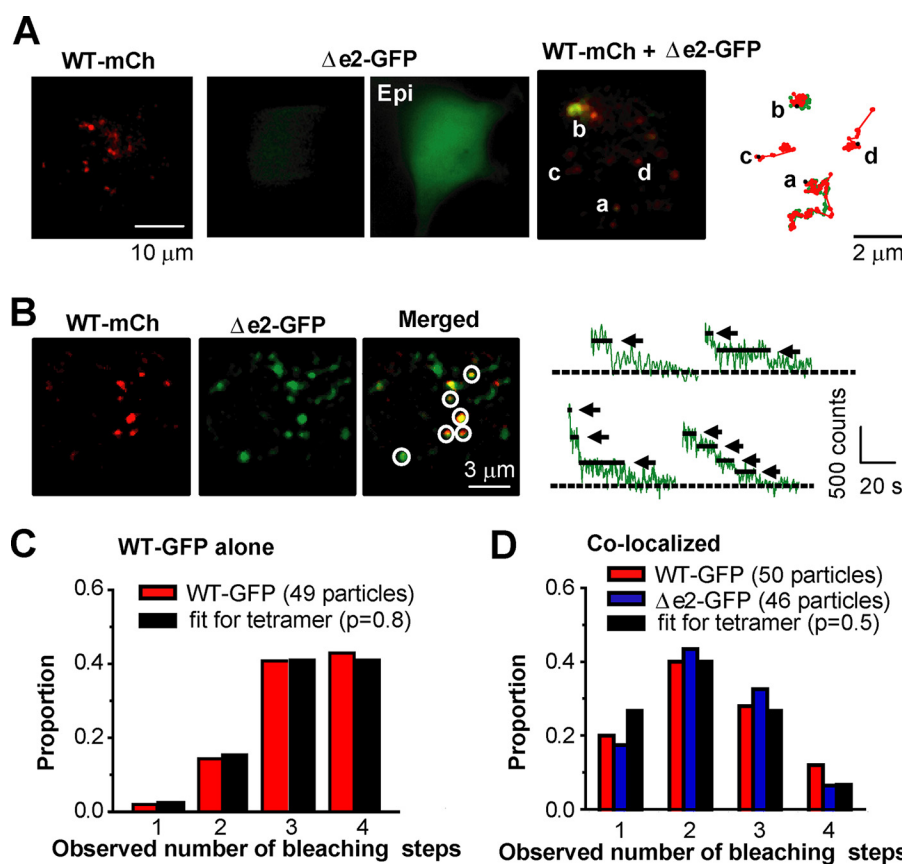 A
WT-mCh
Δe2-GFP
WT-mCh + Δe2-GFP
Epi
b
c
d
a
b
c
d
a
10 μm
2 μm
B
WT-mCh
Δe2-GFP
Merged
3 μm
500 counts
20 s
C
WT-GFP alone
0.6
WT-GFP (49 particles)
fit for tetramer (p=0.8)
0.4
0.2
0.0
Proportion
1 2 3 4
Observed number of bleaching steps
D
Co-localized
0.6
WT-GFP (50 particles)
Δe2-GFP (46 particles)
fit for tetramer (p=0.5)
0.4
0.2
0.0
Proportion
1 2 3 4
Observed number of bleaching steps